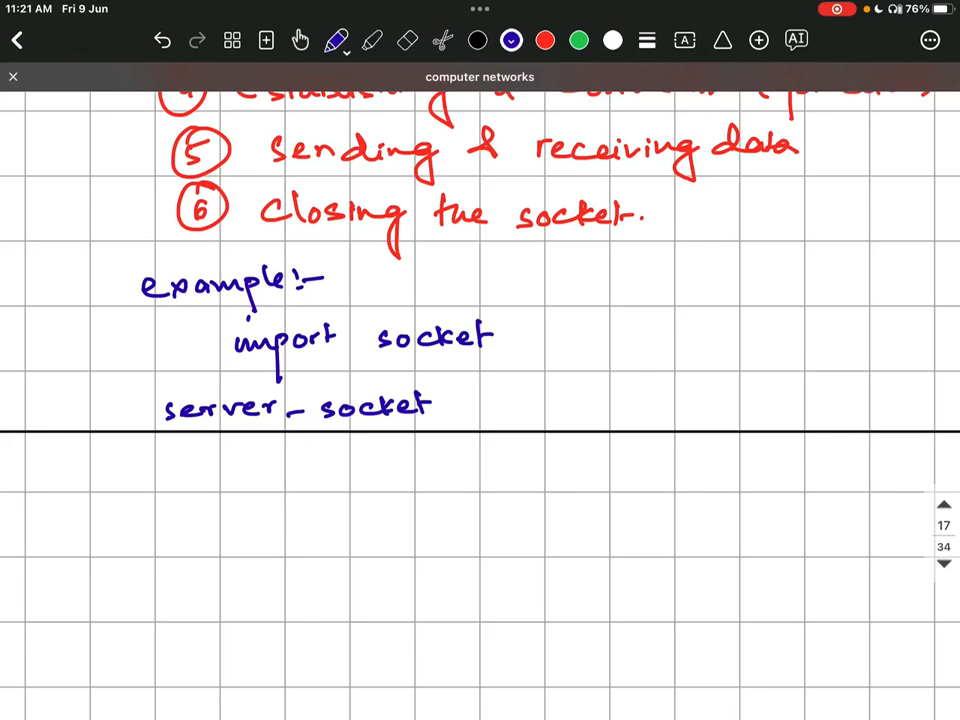 11:21 AM Fri 9 Jun
76%
AI
computer networks
5 sending & receiving data
6 closing the socket.
example:-
import socket
server_socket
17
34